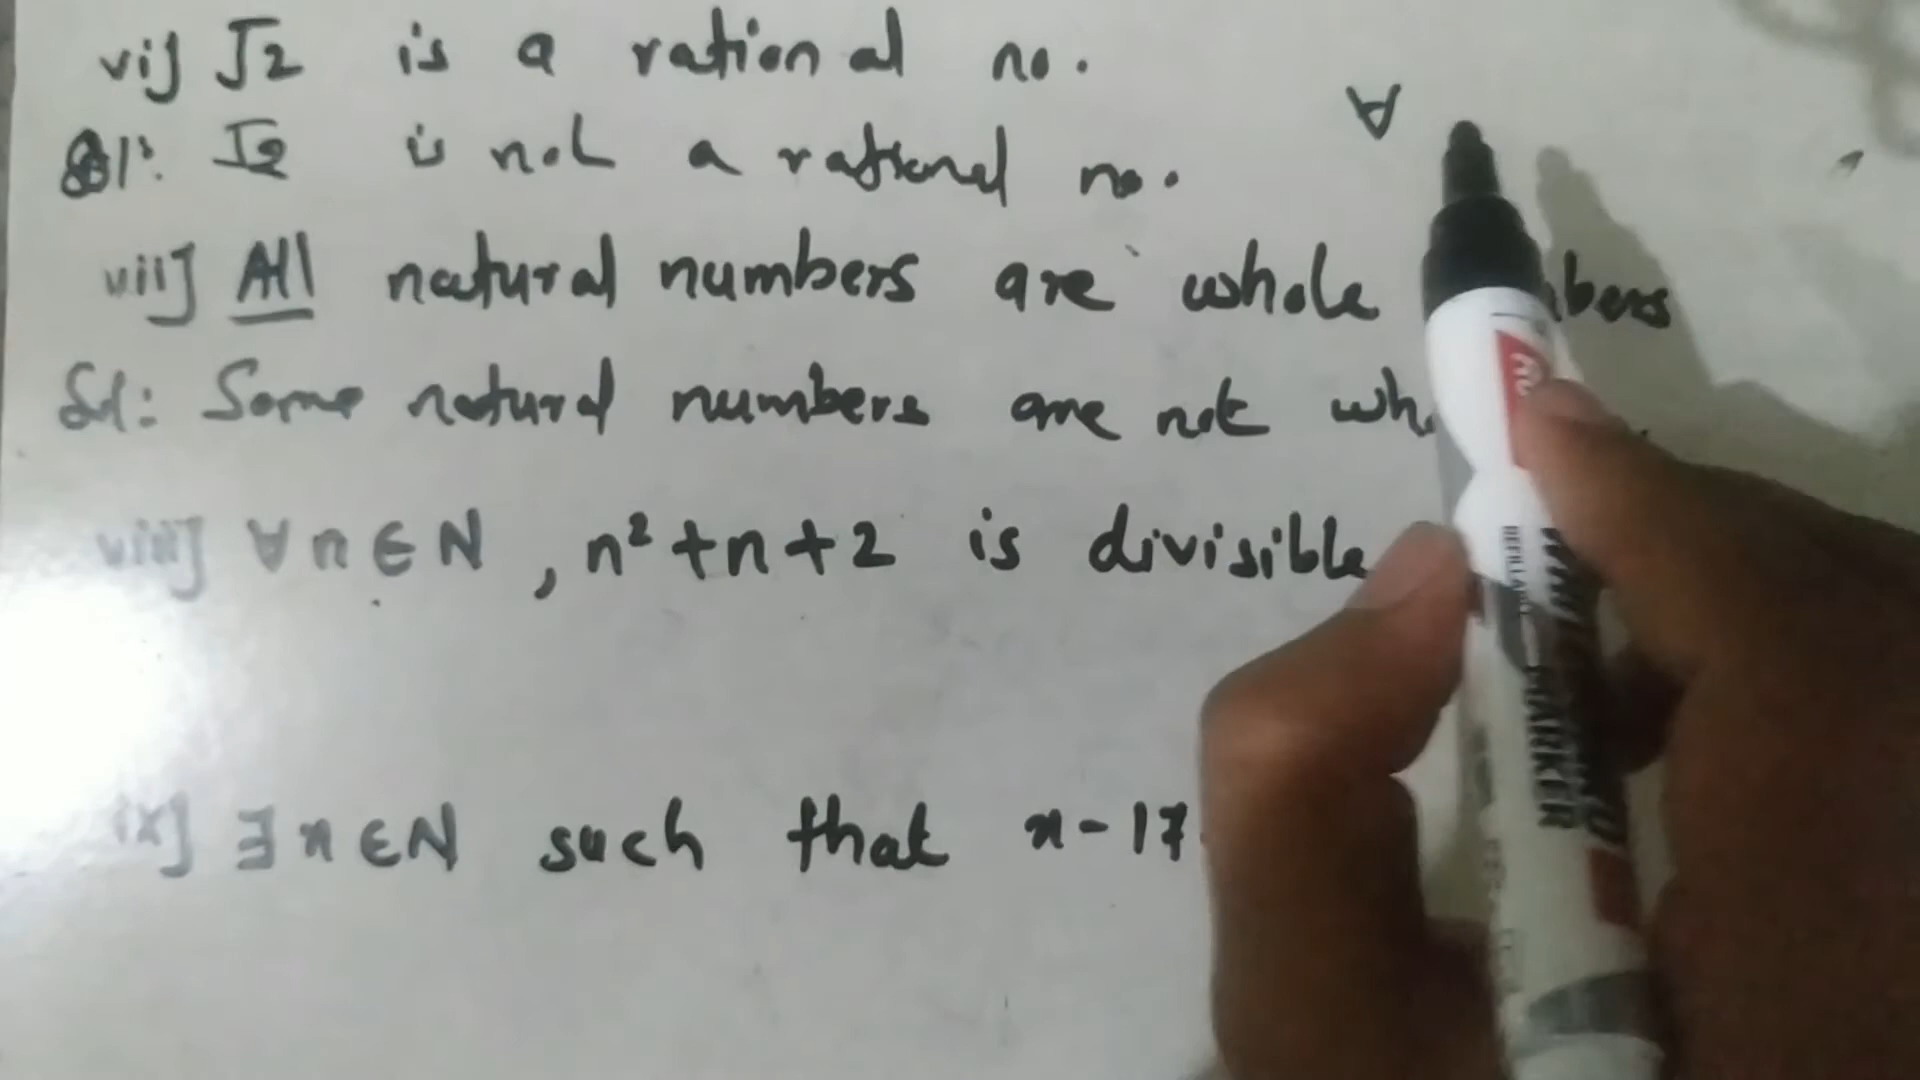 vi] √2 is a rational no.
∀
Sol: √2 is not a rational no.
vii] All natural numbers are whole
Sol: Some natural numbers are not
viii] ∀ n ∈ N , n² + n + 2 is divisible
ix] ∃ x ∈ N such that x - 17
MARKER